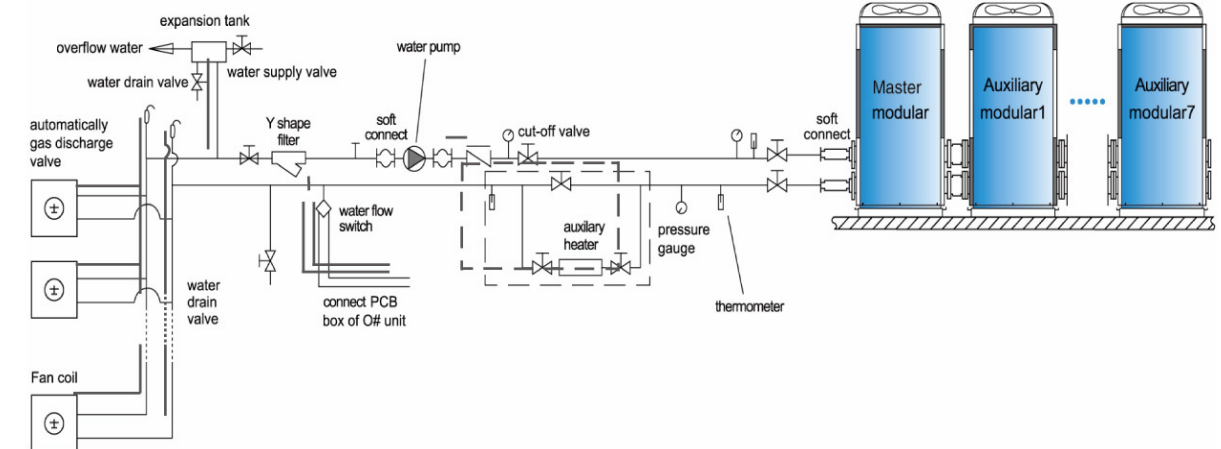 expansion tank
overflow water
water supply valve
water drain valve
automatically
gas discharge
valve
Y shape
filter
soft
connect
water pump
cut-off valve
soft
connect
Master
modular
Auxiliary
modular1
Auxiliary
modular7
water flow
switch
auxilary
heater
pressure
gauge
water
drain
valve
connect PCB
box of O# unit
thermometer
Fan coil